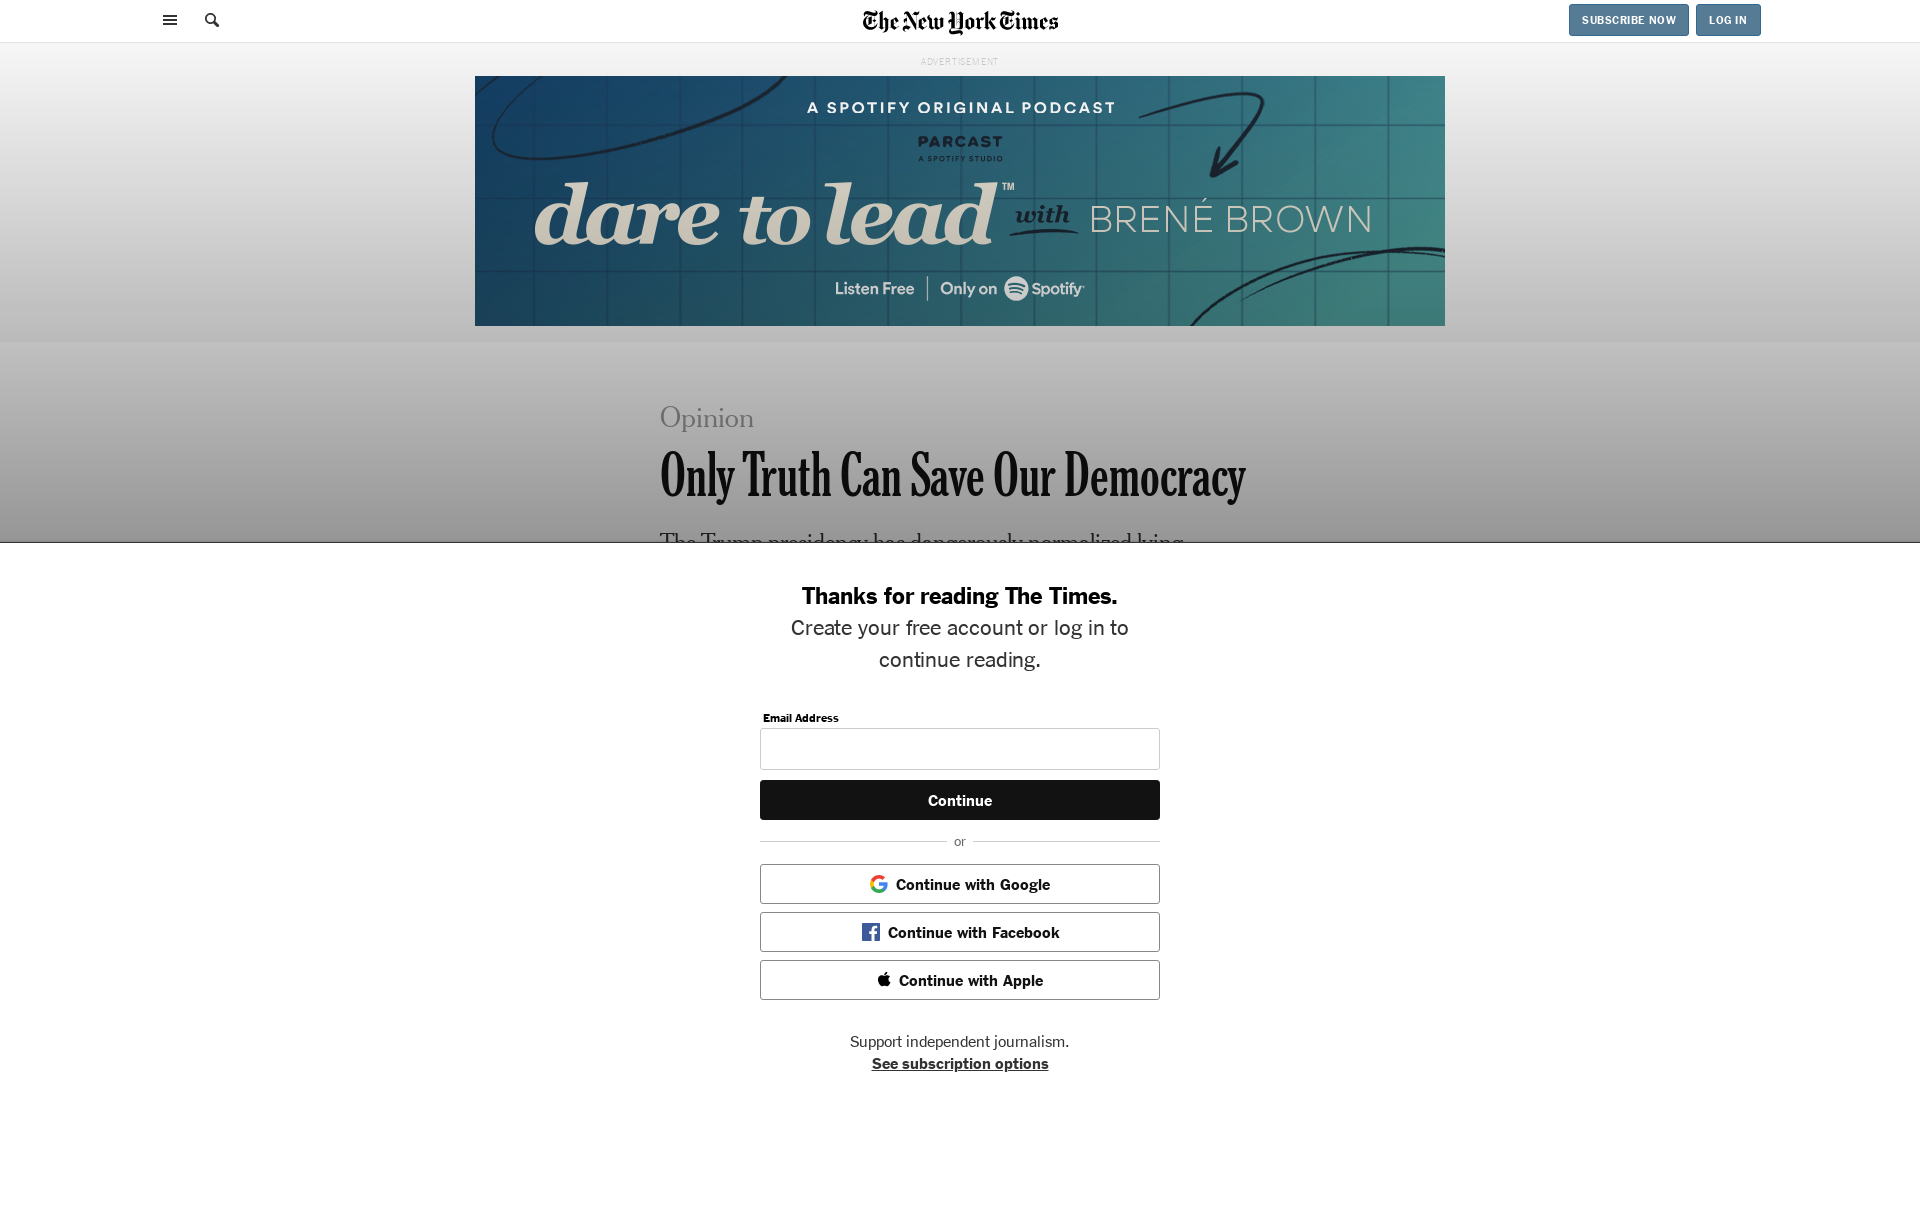 The New York Times
SUBSCRIBE NOW
LOG IN
ADVERTISEMENT
A SPOTIFY ORIGINAL PODCAST
PARCAST
A SPOTIFY STUDIO
dare to lead™ with BRENÉ BROWN
Listen Free | Only on Spotify
Opinion
Only Truth Can Save Our Democracy
The Trump presidency has dangerously normalized lying.
Thanks for reading The Times.
Create your free account or log in to
continue reading.
Email Address
Continue
or
Continue with Google
Continue with Facebook
Continue with Apple
Support independent journalism.
See subscription options